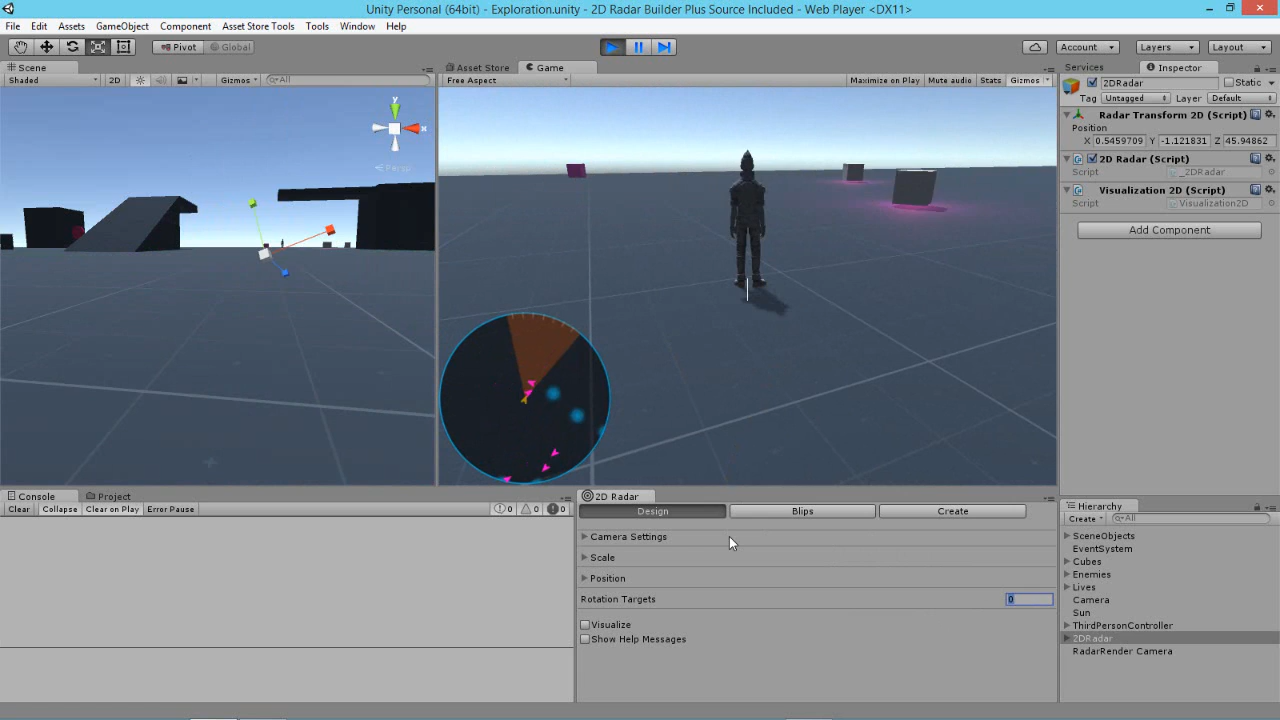 Unity Personal (64bit) - Exploration.unity - 2D Radar Builder Plus Source Included - Web Player <DX11>
File Edit Assets GameObject Component Asset Store Tools Tools Window Help
Pivot Global Account Layers Layout
Scene Asset Store Game Services Inspector
Shaded 2D Gizmos All Free Aspect Maximize on Play Mute audio Stats Gizmos
2DRadar Static
Tag Untagged Layer Default
Radar Transform 2D (Script)
Position
X 0.5459709 Y -1.121831 Z 45.94862
2D Radar (Script)
Script _2DRadar
Visualization 2D (Script)
Script Visualization2D
Add Component
y
x
Persp
Console Project
Clear Collapse Clear on Play Error Pause 0 0 0
2D Radar
Design Blips Create
Camera Settings
Scale
Position
Rotation Targets 0
Visualize
Show Help Messages
Hierarchy
Create All
SceneObjects
EventSystem
Cubes
Enemies
Lives
Camera
Sun
ThirdPersonController
2DRadar
RadarRender Camera